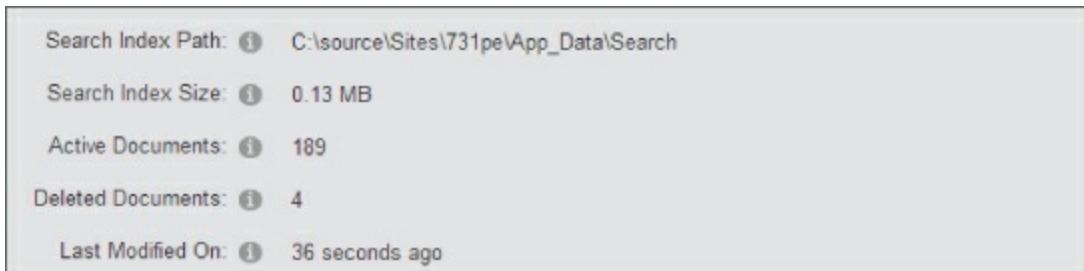 Search Index Path: C:\source\Sites\731pe\App_Data\Search
Search Index Size: 0.13 MB
Active Documents: 189
Deleted Documents: 4
Last Modified On: 36 seconds ago